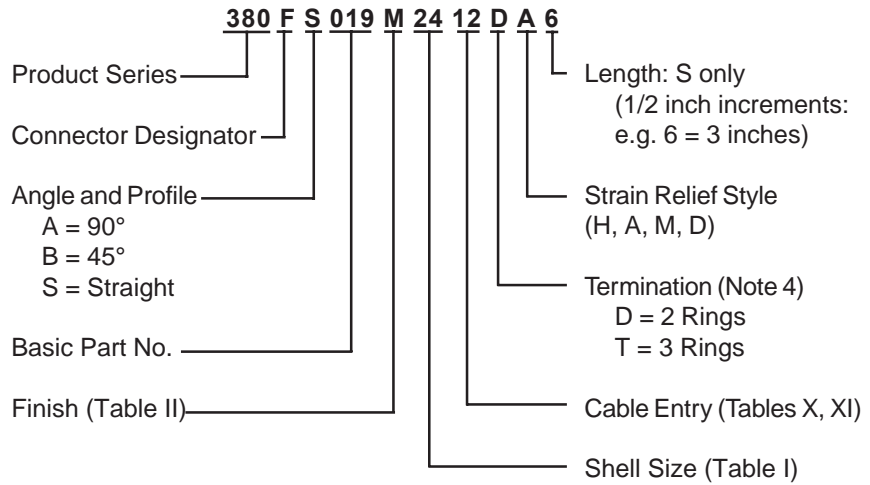 380 F S 019 M 24 12 D A 6
Product Series
Connector Designator
Angle and Profile
A = 90°
B = 45°
S = Straight
Basic Part No.
Finish (Table II)
Length: S only
(1/2 inch increments:
e.g. 6 = 3 inches)
Strain Relief Style
(H, A, M, D)
Termination (Note 4)
D = 2 Rings
T = 3 Rings
Cable Entry (Tables X, XI)
Shell Size (Table I)